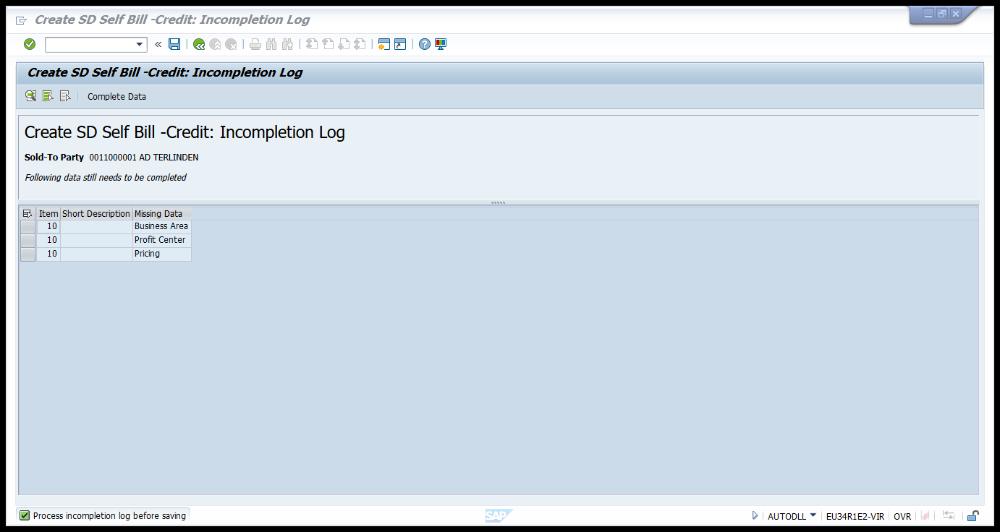 Create SD Self Bill -Credit: Incompletion Log
Create SD Self Bill -Credit: Incompletion Log
Complete Data
Create SD Self Bill -Credit: Incompletion Log
Sold-To Party 0011000001 AD TERLINDEN
Following data still needs to be completed
Item Short Description Missing Data
10 Business Area
10 Profit Center
10 Pricing
Process incompletion log before saving SAP AUTODLL EU34R1E2-VIR OVR